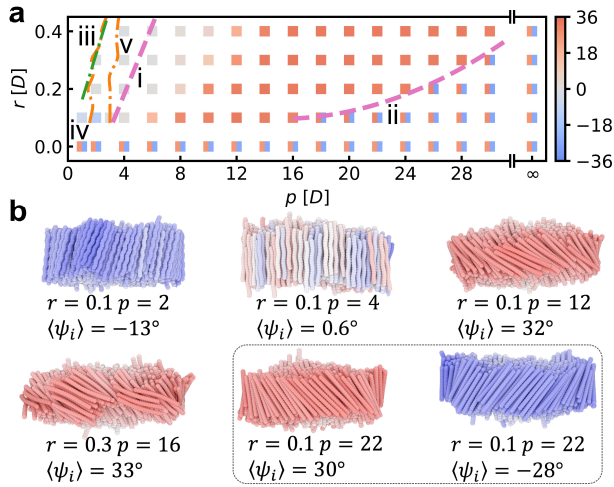 a
r [D]
0.4
0.2
0.0
iii
v
i
iv
ii
0 4 8 12 16 20 24 28 ∞
p [D]
36
18
0
−18
−36
b
r = 0.1 p = 2
⟨ψᵢ⟩ = −13°
r = 0.1 p = 4
⟨ψᵢ⟩ = 0.6°
r = 0.1 p = 12
⟨ψᵢ⟩ = 32°
r = 0.3 p = 16
⟨ψᵢ⟩ = 33°
r = 0.1 p = 22
⟨ψᵢ⟩ = 30°
r = 0.1 p = 22
⟨ψᵢ⟩ = −28°